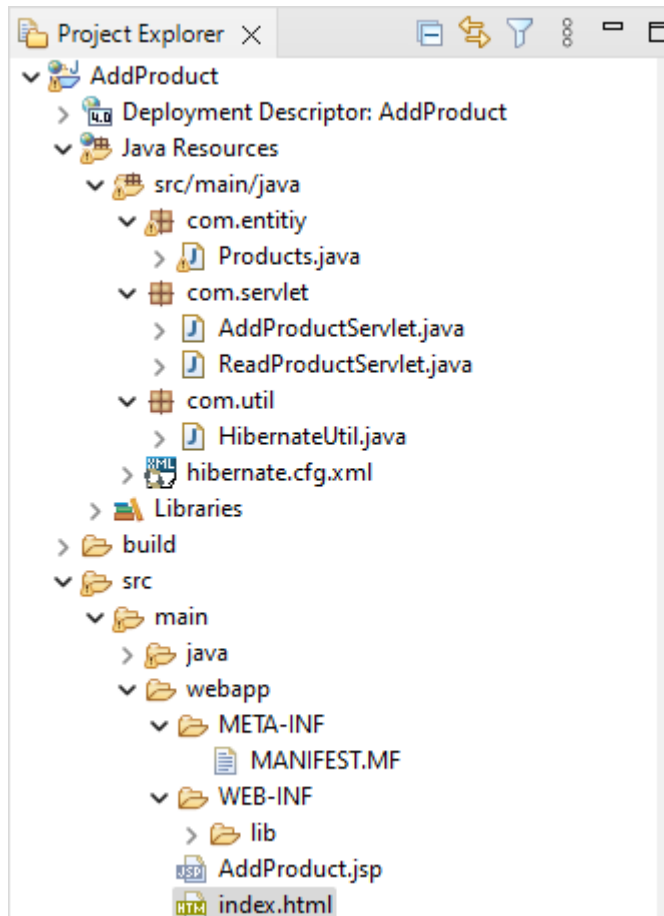 Project Explorer
AddProduct
Deployment Descriptor: AddProduct
Java Resources
src/main/java
com.entitiy
Products.java
com.servlet
AddProductServlet.java
ReadProductServlet.java
com.util
HibernateUtil.java
hibernate.cfg.xml
Libraries
build
src
main
java
webapp
META-INF
MANIFEST.MF
WEB-INF
lib
AddProduct.jsp
index.html